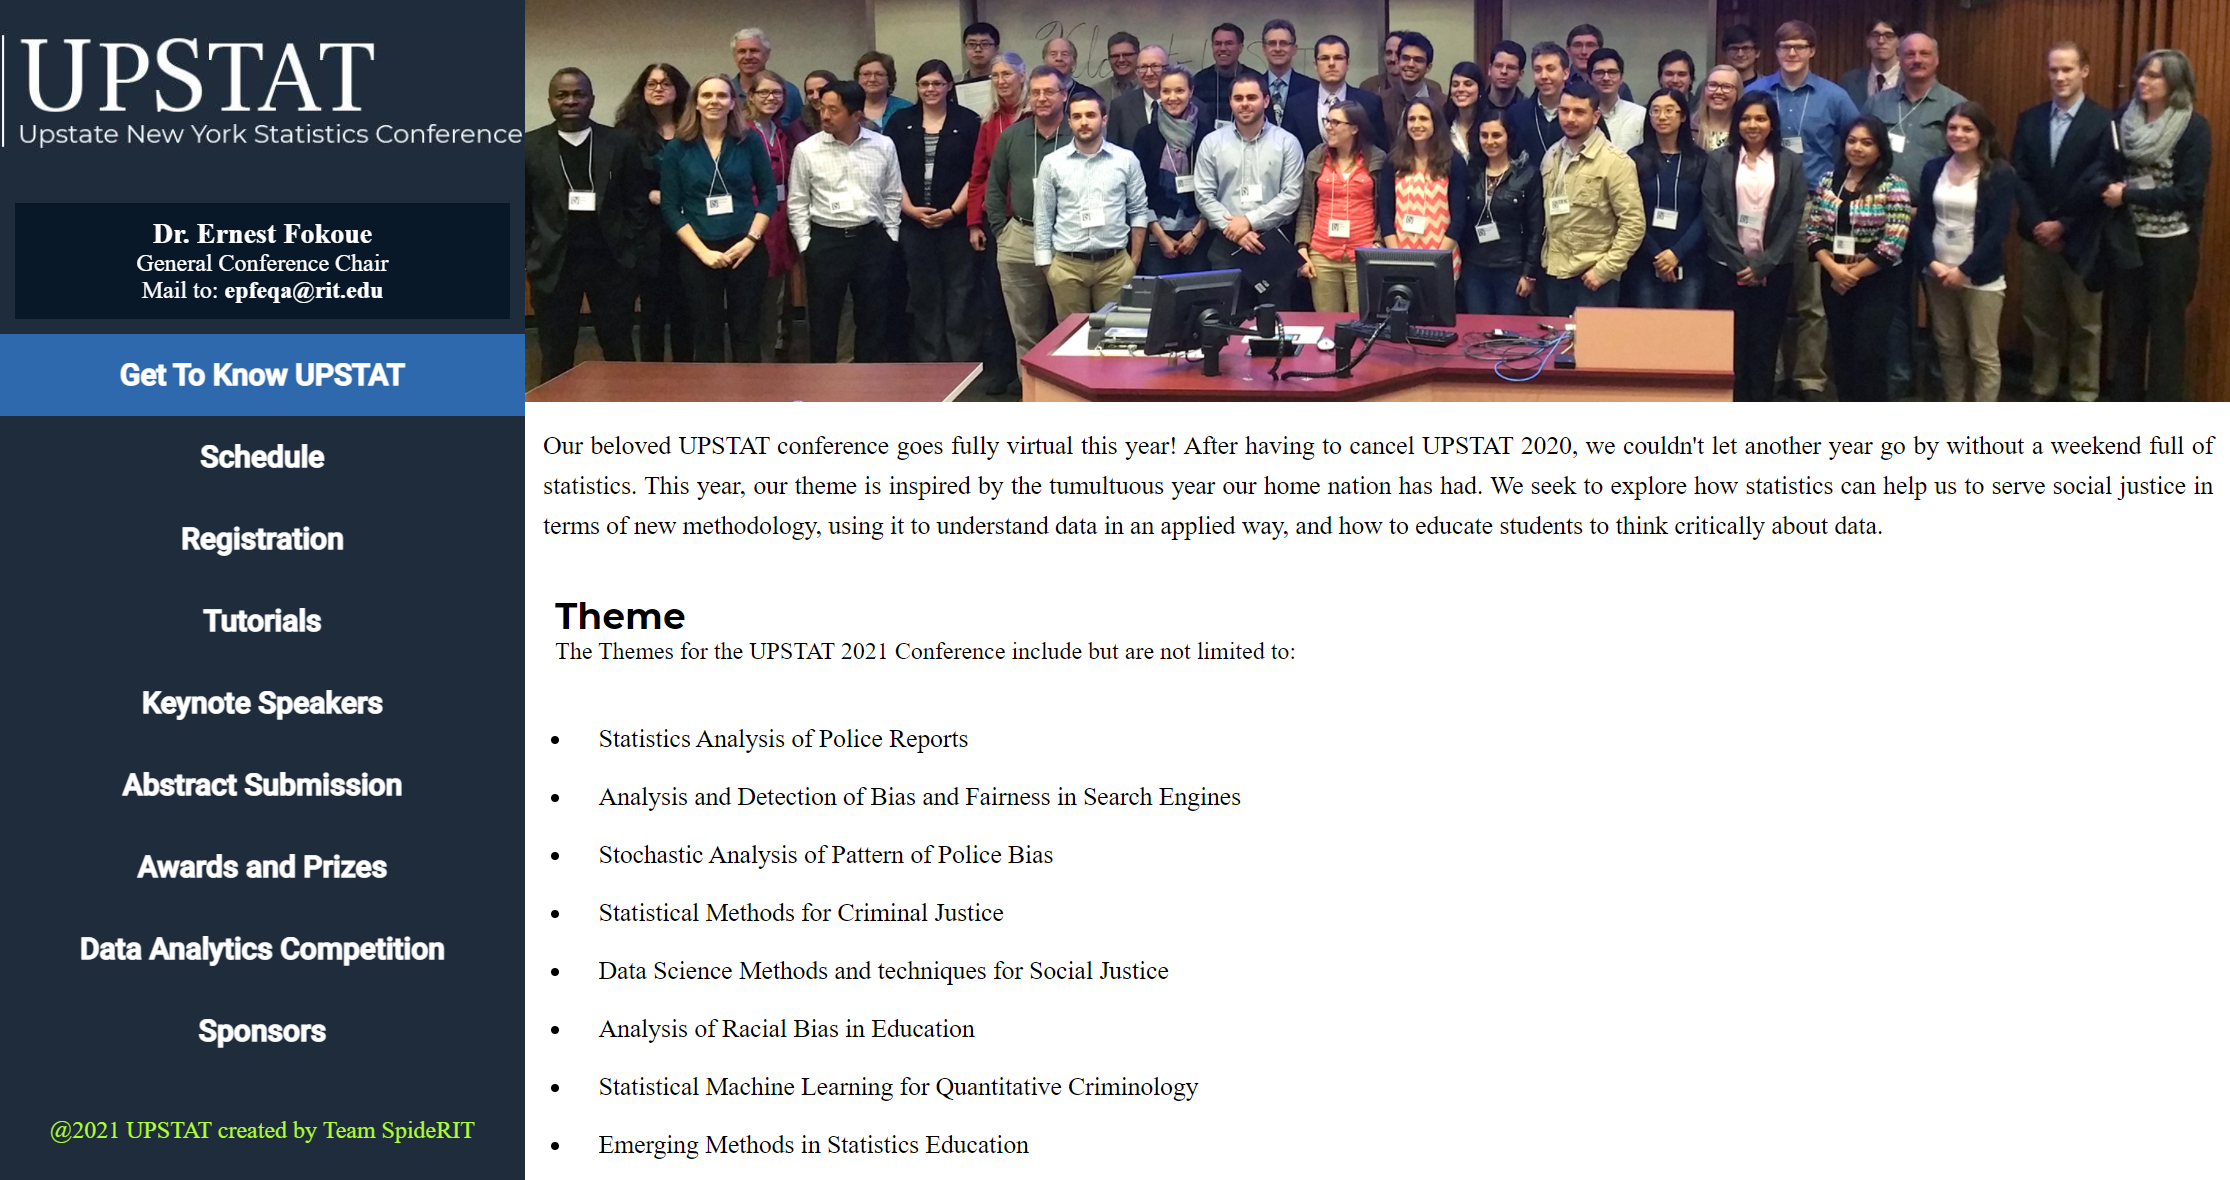 UPSTAT
Upstate New York Statistics Conference
Dr. Ernest Fokoue
General Conference Chair
Mail to: epfeqa@rit.edu
Get To Know UPSTAT
Schedule
Registration
Tutorials
Keynote Speakers
Abstract Submission
Awards and Prizes
Data Analytics Competition
Sponsors
@2021 UPSTAT created by Team SpideRIT
Our beloved UPSTAT conference goes fully virtual this year! After having to cancel UPSTAT 2020, we couldn't let another year go by without a weekend full of
statistics. This year, our theme is inspired by the tumultuous year our home nation has had. We seek to explore how statistics can help us to serve social justice in
terms of new methodology, using it to understand data in an applied way, and how to educate students to think critically about data.
Theme
The Themes for the UPSTAT 2021 Conference include but are not limited to:
• Statistics Analysis of Police Reports
• Analysis and Detection of Bias and Fairness in Search Engines
• Stochastic Analysis of Pattern of Police Bias
• Statistical Methods for Criminal Justice
• Data Science Methods and techniques for Social Justice
• Analysis of Racial Bias in Education
• Statistical Machine Learning for Quantitative Criminology
• Emerging Methods in Statistics Education